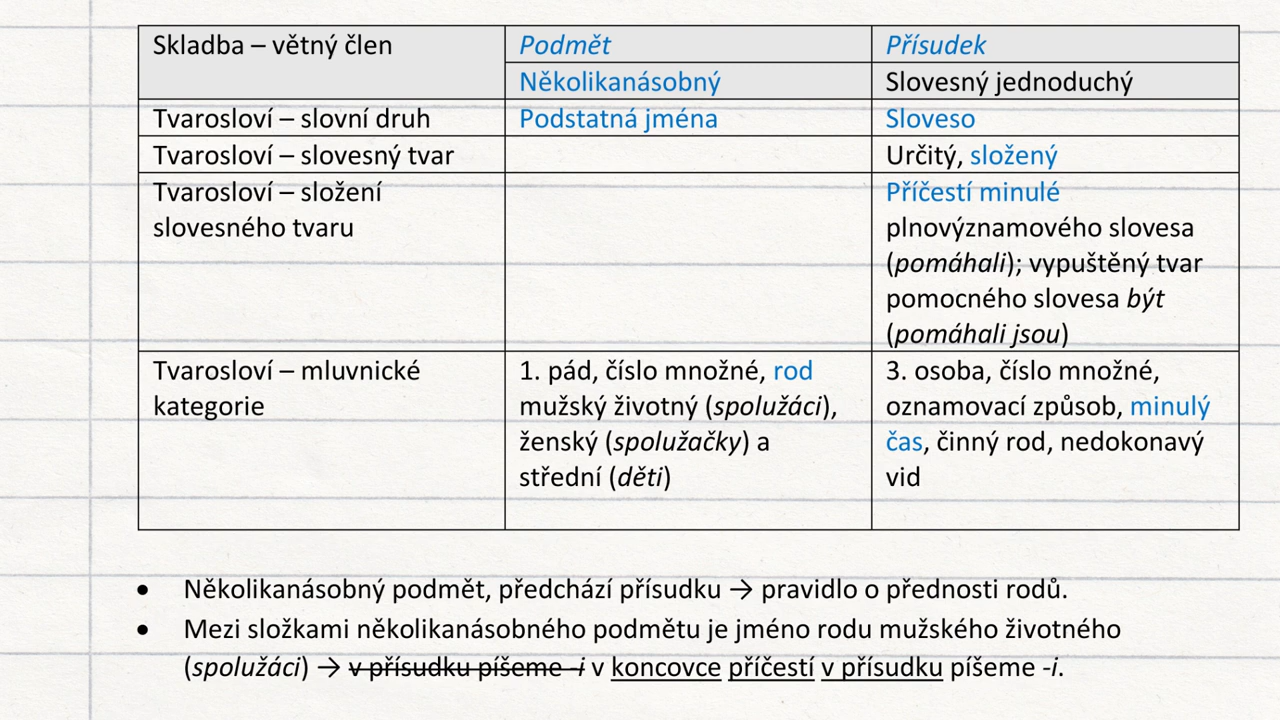 Skladba – větný člen Podmět Přísudek
Několikanásobný Slovesný jednoduchý
Tvarosloví – slovní druh Podstatná jména Sloveso
Tvarosloví – slovesný tvar Určitý, složený
Tvarosloví – složení Příčestí minulé
slovesného tvaru plnovýznamového slovesa
(pomáhali); vypuštěný tvar
pomocného slovesa být
(pomáhali jsou)
Tvarosloví – mluvnické 1. pád, číslo množné, rod 3. osoba, číslo množné,
kategorie mužský životný (spolužáci), oznamovací způsob, minulý
ženský (spolužačky) a čas, činný rod, nedokonavý
střední (děti) vid
• Několikanásobný podmět, předchází přísudku → pravidlo o přednosti rodů.
• Mezi složkami několikanásobného podmětu je jméno rodu mužského životného
(spolužáci) → v přísudku píšeme -i v koncovce příčestí v přísudku píšeme -i.